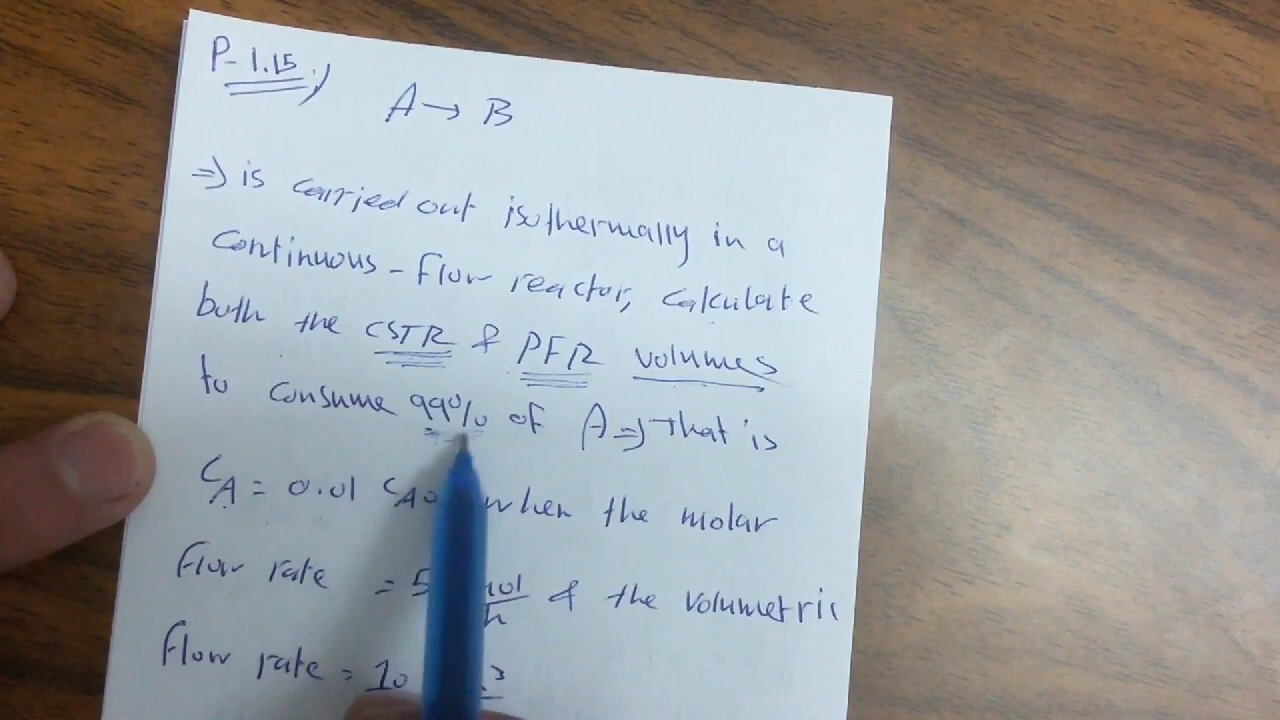 P-1.15)
A → B
⇒ is carried out isothermally in a
Continuous-flow reactor, calculate
both the CSTR & PFR volumes
to consume 99% of A ⇒ that is
CA = 0.01 CAo when the molar
Flow rate = 5 mol/h & the volumetric
Flow rate = 10